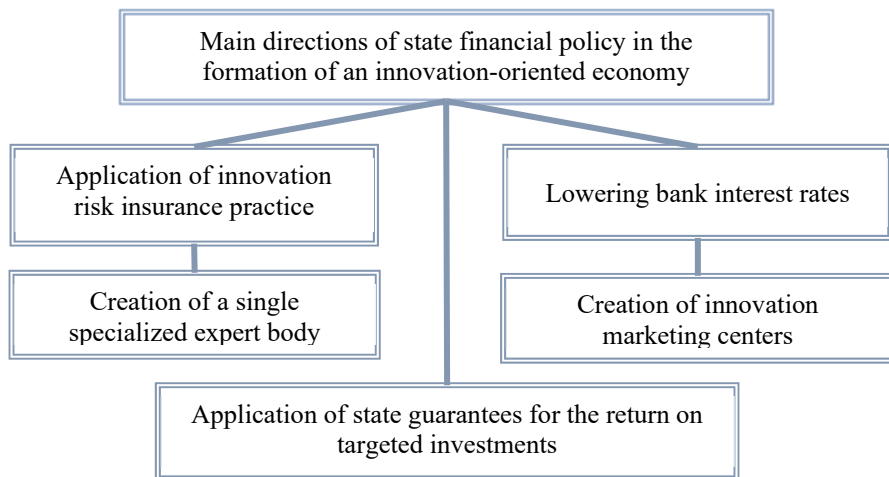 Main directions of state financial policy in the
formation of an innovation-oriented economy
Application of innovation
risk insurance practice
Lowering bank interest rates
Creation of a single
specialized expert body
Creation of innovation
marketing centers
Application of state guarantees for the return on
targeted investments